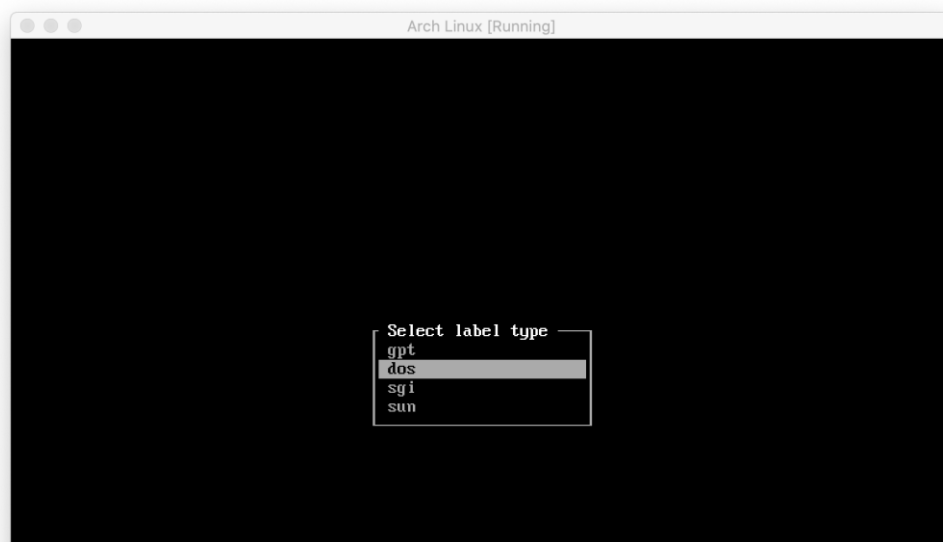 Arch Linux [Running]
Select label type
gpt
dos
sgi
sun